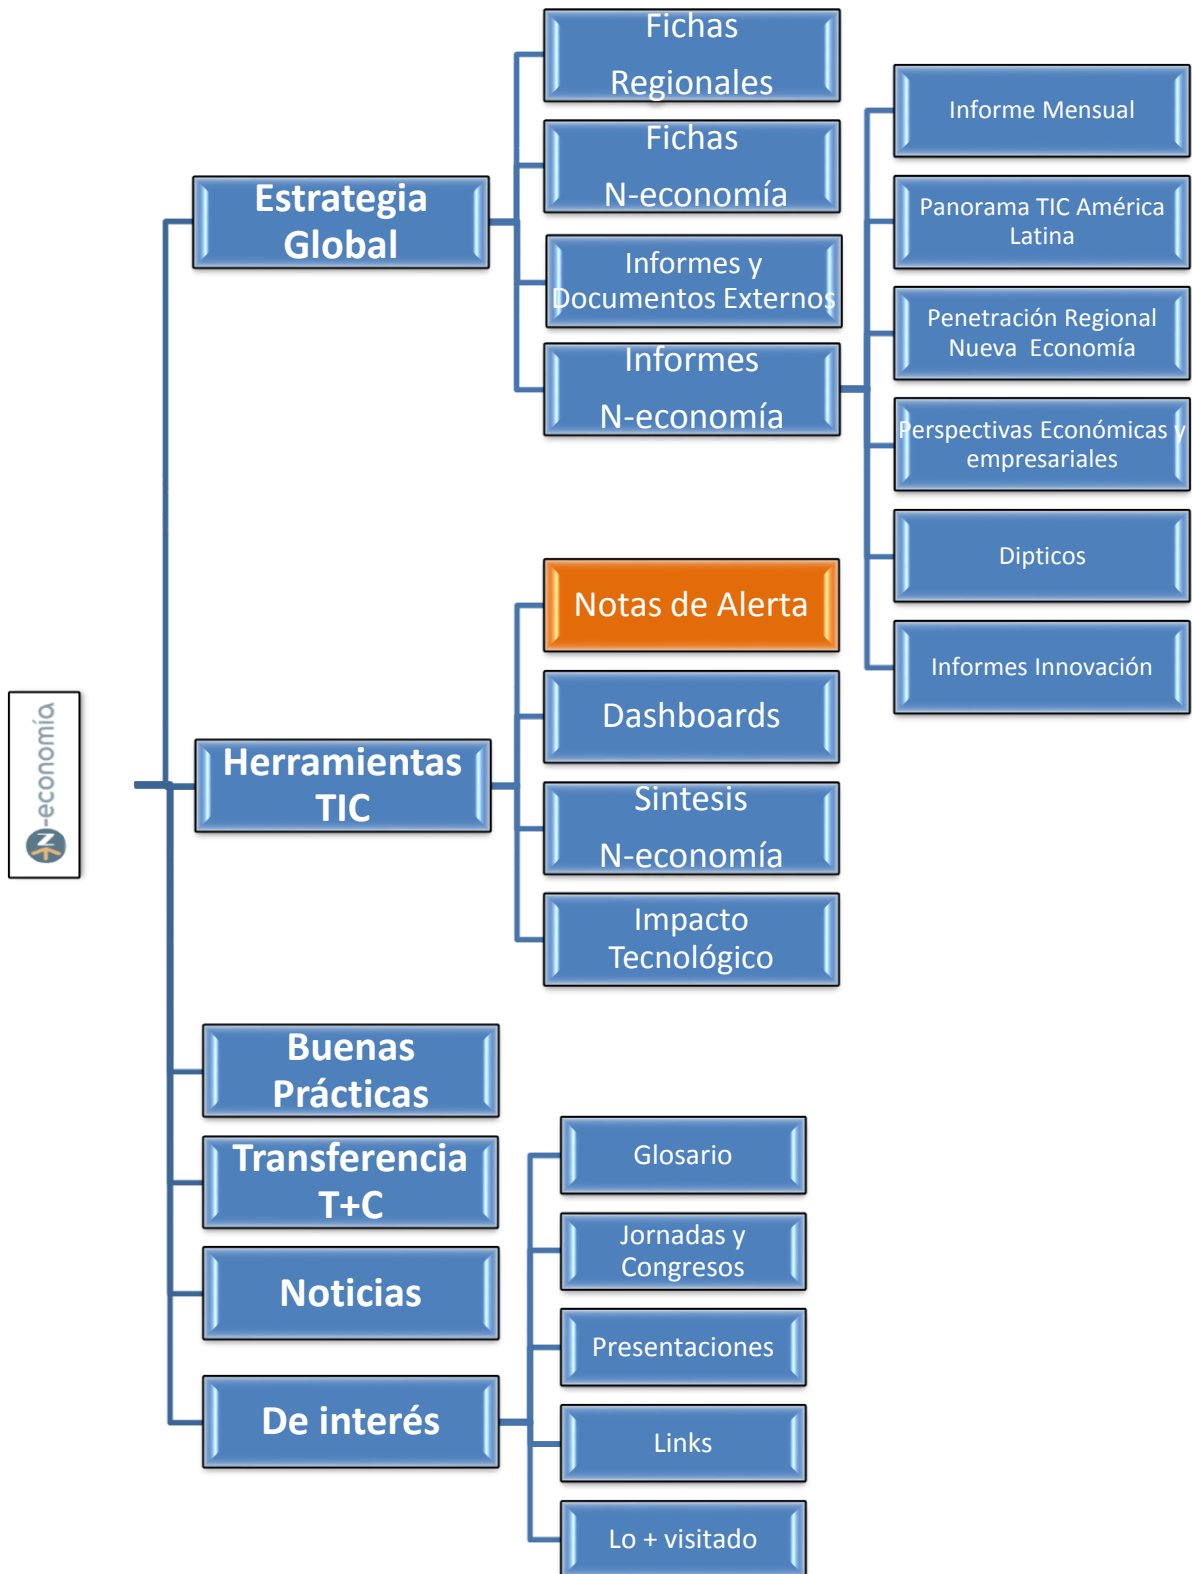 N-economía
Estrategia
Global
Fichas
Regionales
Fichas
N-economía
Informes y
Documentos Externos
Informes
N-economía
Informe Mensual
Panorama TIC América
Latina
Penetración Regional
Nueva Economía
Perspectivas Económicas y
empresariales
Dipticos
Informes Innovación
Herramientas
TIC
Notas de Alerta
Dashboards
Sintesis
N-economía
Impacto
Tecnológico
Buenas
Prácticas
Transferencia
T+C
Noticias
De interés
Glosario
Jornadas y
Congresos
Presentaciones
Links
Lo + visitado